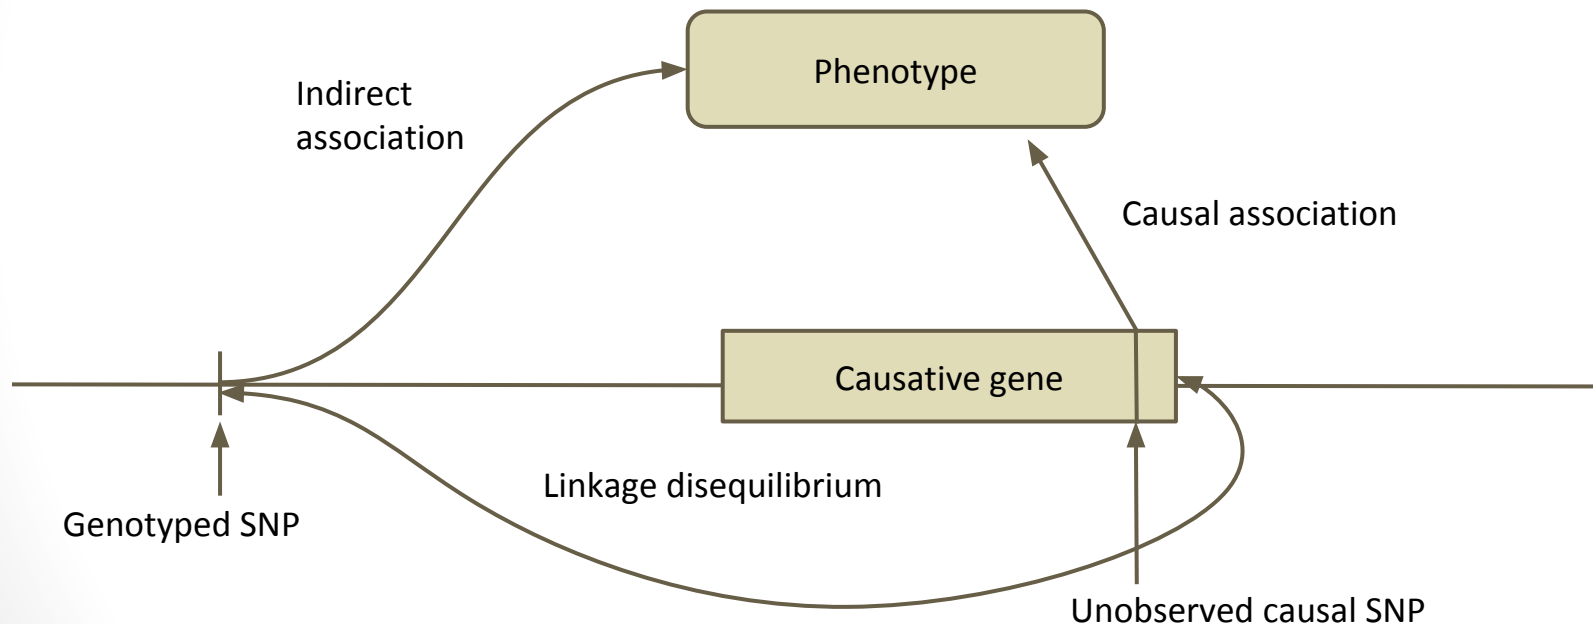 Phenotype
Indirect
association
Causal association
Causative gene
Linkage disequilibrium
Genotyped SNP
Unobserved causal SNP